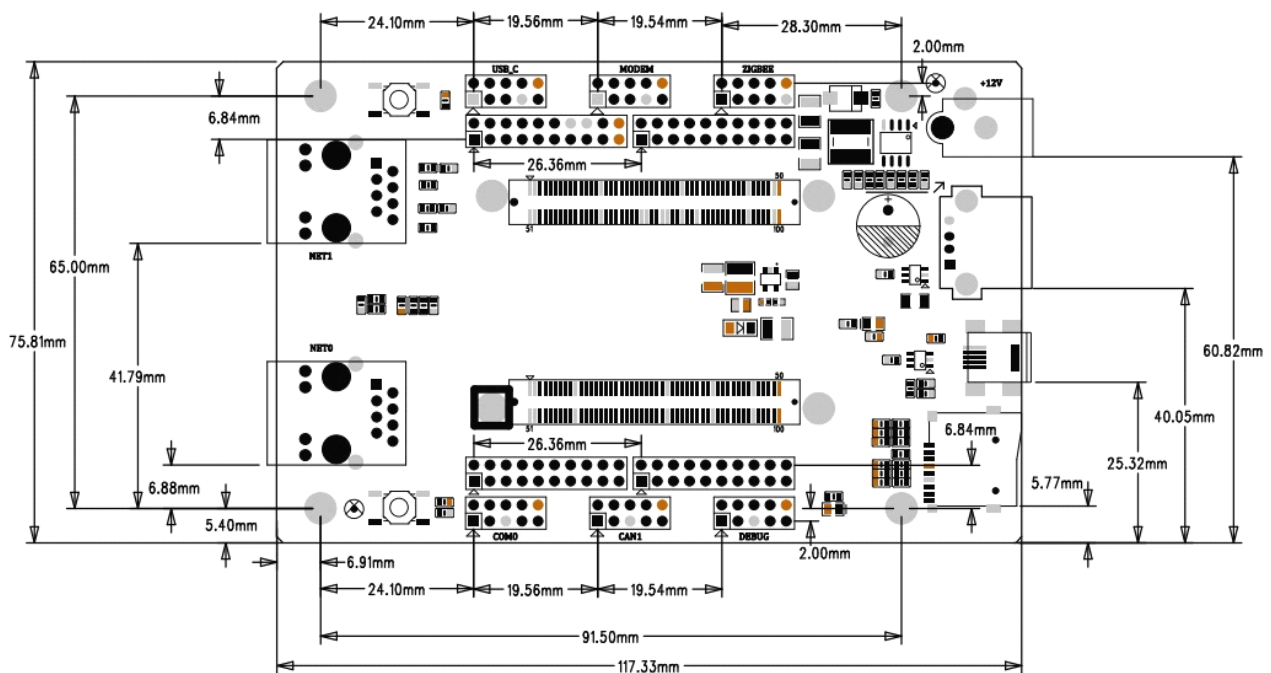 24.10mm
19.56mm
19.54mm
28.30mm
2.00mm
USB_C
MODEM
ZIGBEE
+12V
6.84mm
26.36mm
50
51
100
NET1
65.00mm
75.81mm
41.79mm
NET0
60.82mm
40.05mm
50
51
100
26.36mm
6.84mm
25.32mm
5.77mm
6.88mm
5.40mm
COM0
CAN1
DEBUG
2.00mm
6.91mm
24.10mm
19.56mm
19.54mm
91.50mm
117.33mm